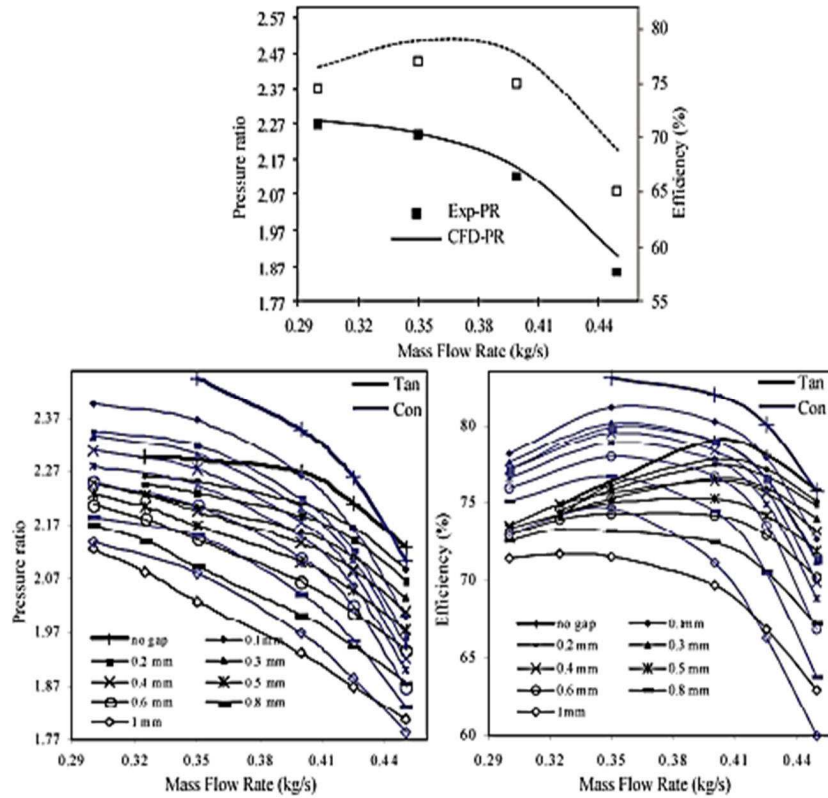 2.57
2.47
2.37
2.27
2.17
2.07
1.97
1.87
1.77
Pressure ratio
82
80
75
70
65
60
55
Efficiency (%)
Exp-PR
CFD-PR
0.29 0.32 0.35 0.38 0.41 0.44
Mass Flow Rate (kg/s)
Tan
Con
2.37
2.27
2.17
2.07
1.97
1.87
1.77
Pressure ratio
no gap 0.1mm
0.2 mm 0.3 mm
0.4 mm 0.5 mm
0.6 mm 0.8 mm
1 mm
0.29 0.32 0.35 0.38 0.41 0.44
Mass Flow Rate (kg/s)
Tan
Con
80
75
70
65
60
Efficiency (%)
no gap 0.1mm
0.2 mm 0.3 mm
0.4 mm 0.5 mm
0.6 mm 0.8 mm
1mm
0.29 0.32 0.35 0.38 0.41 0.44
Mass Flow Rate (kg/s)